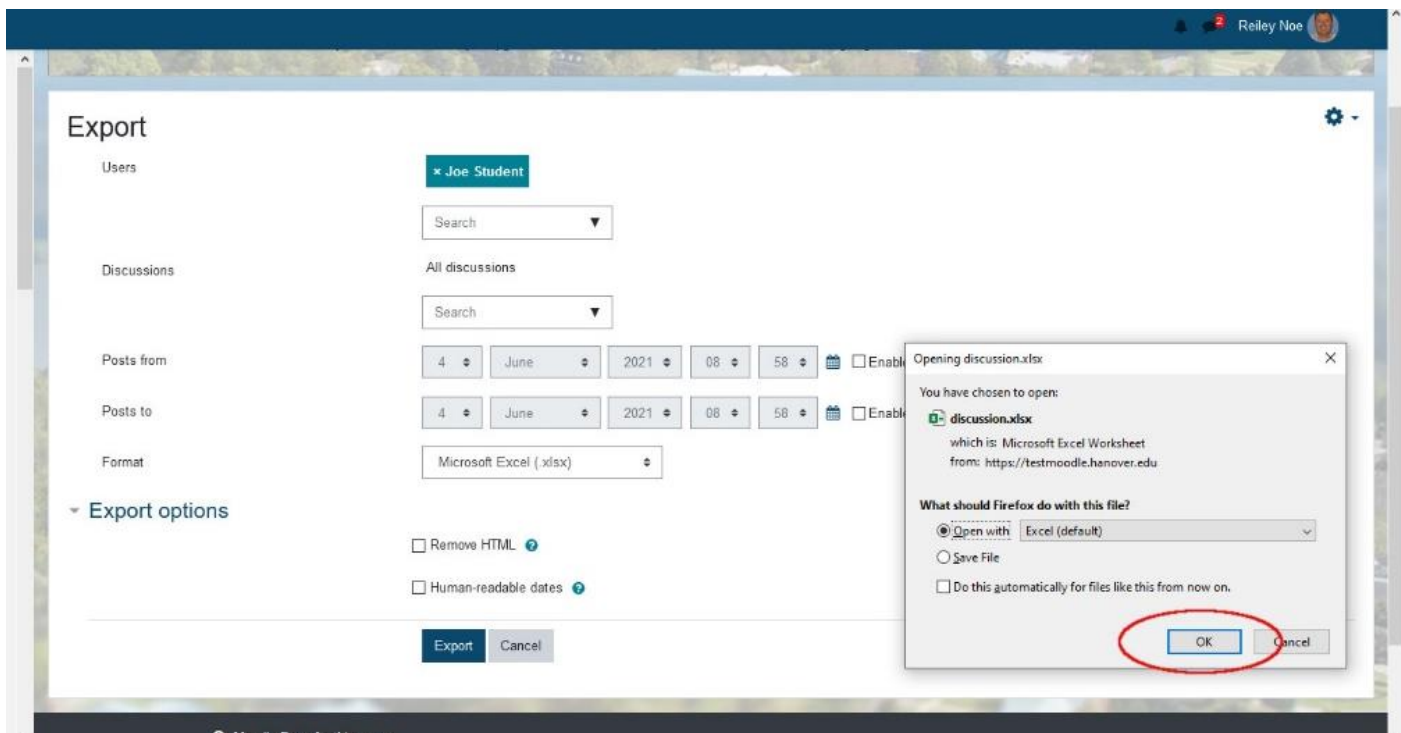 2
Reiley Noe
Export
Users
× Joe Student
Search ▼
Discussions
All discussions
Search ▼
Posts from
4 June 2021 08 58 Enabl
Posts to
4 June 2021 08 58 Enabl
Format
Microsoft Excel (.xlsx)
Export options
Remove HTML ?
Human-readable dates ?
Export Cancel
Opening discussion.xlsx ×
You have chosen to open:
discussion.xlsx
which is: Microsoft Excel Worksheet
from: https://testmoodle.hanover.edu
What should Firefox do with this file?
Open with Excel (default)
Save File
Do this automatically for files like this from now on.
OK Cancel